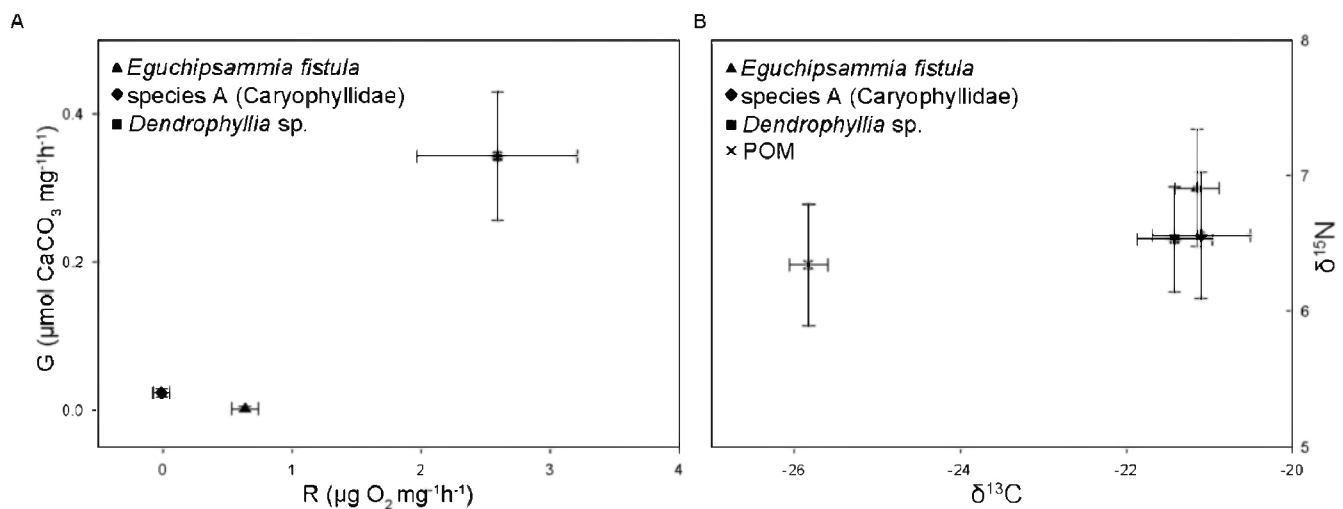 A
Eguchipsammia fistula
species A (Caryophyllidae)
Dendrophyllia sp.
0.4
0.2
0.0
G (µmol CaCO₃ mg⁻¹h⁻¹)
0 1 2 3 4
R (µg O₂ mg⁻¹h⁻¹)
B
Eguchipsammia fistula
species A (Caryophyllidae)
Dendrophyllia sp.
POM
8
7
6
5
δ¹⁵N
-26 -24 -22 -20
δ¹³C